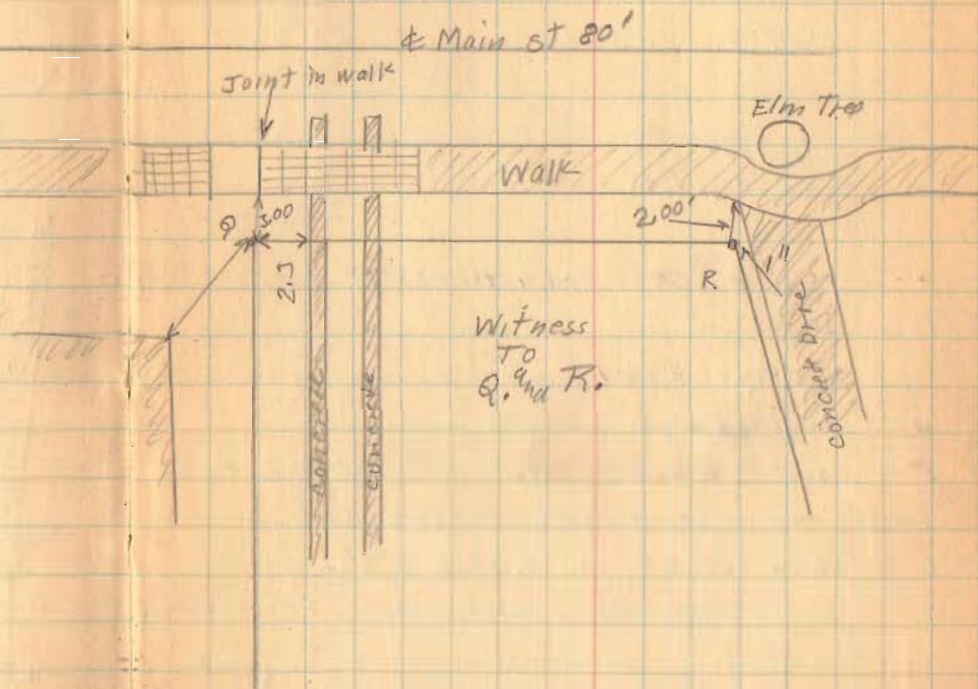 ℄ Main st 80'
Joint in walk
Elm Tree
Walk
Q
3.00
2.3
2.00'
R
1"
Witness
To
Q. and R.
concrete
concrete
concret Drive